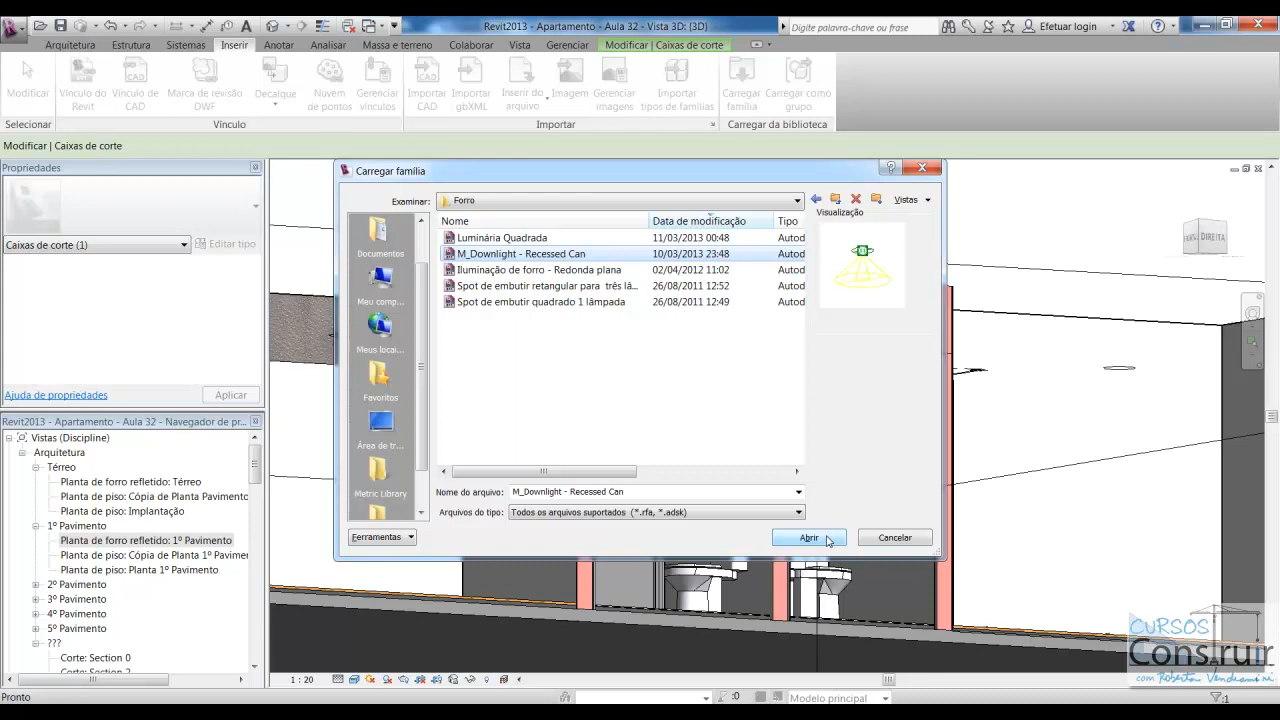 Revit2013 - Apartamento - Aula 32 - Vista 3D: {3D}
Digite palavra-chave ou frase
Efetuar login
Arquitetura Estrutura Sistemas Inserir Anotar Analisar Massa e terreno Colaborar Vista Gerenciar Modificar | Caixas de corte
Modificar
Vínculo do Revit
Vínculo de CAD
Marca de revisão DWF
Decalque
Nuvem de pontos
Gerenciar vínculos
Importar CAD
Importar gbXML
Inserir do arquivo
Imagem
Gerenciar imagens
Importar tipos de famílias
Carregar família
Carregar como grupo
Selecionar Vínculo Importar Carregar da biblioteca
Modificar | Caixas de corte
Propriedades
Caixas de corte (1)
Editar tipo
Ajuda de propriedades
Aplicar
Revit2013 - Apartamento - Aula 32 - Navegador de pr...
Vistas (Discipline)
Arquitetura
Térreo
Planta de forro refletido: Térreo
Planta de piso: Cópia de Planta Pavimento
Planta de piso: Implantação
1º Pavimento
Planta de forro refletido: 1º Pavimento
Planta de piso: Cópia de Planta 1º Pavimer
Planta de piso: Planta 1º Pavimento
2º Pavimento
3º Pavimento
4º Pavimento
5º Pavimento
???
Corte: Section 0
Corte: Section 2
Carregar família
Examinar: Forro
Vistas
Documentos
Meu comp...
Meus locai...
Favoritos
Área de tr...
Metric Library
Nome Data de modificação Tipo
Luminária Quadrada 11/03/2013 00:48 Autod
M_Downlight - Recessed Can 10/03/2013 23:48 Autod
Iluminação de forro - Redonda plana 02/04/2012 11:02 Autod
Spot de embutir retangular para três lâ... 26/08/2011 12:52 Autod
Spot de embutir quadrado 1 lâmpada 26/08/2011 12:49 Autod
Visualização
Nome do arquivo: M_Downlight - Recessed Can
Arquivos do tipo: Todos os arquivos suportados (*.rfa, *.adsk)
Ferramentas
Abrir
Cancelar
DIREITA
1 : 20
Pronto
:0
Modelo principal
:1
CURSOS
Construir
com Roberta Vendramini